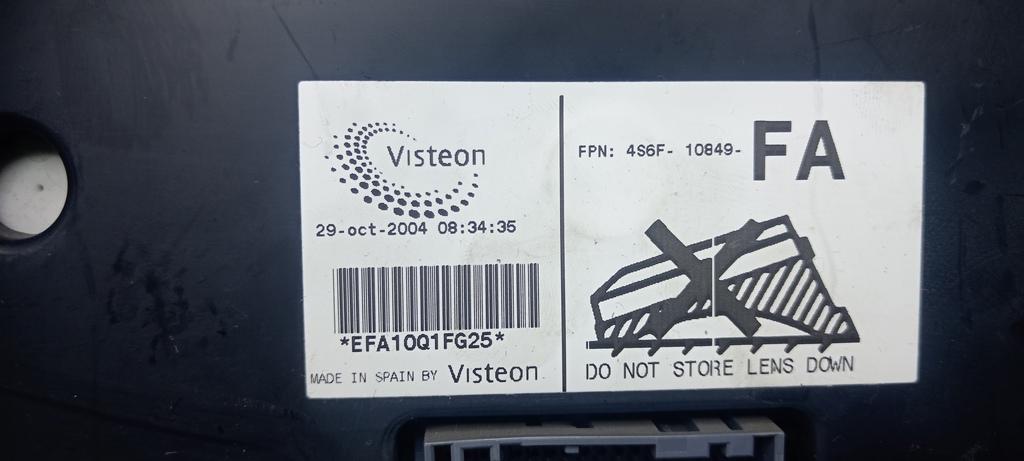 Visteon
29-oct-2004 08:34:35
*EFA10Q1FG25*
MADE IN SPAIN BY Visteon
FPN: 4S6F- 10849- FA
DO NOT STORE LENS DOWN